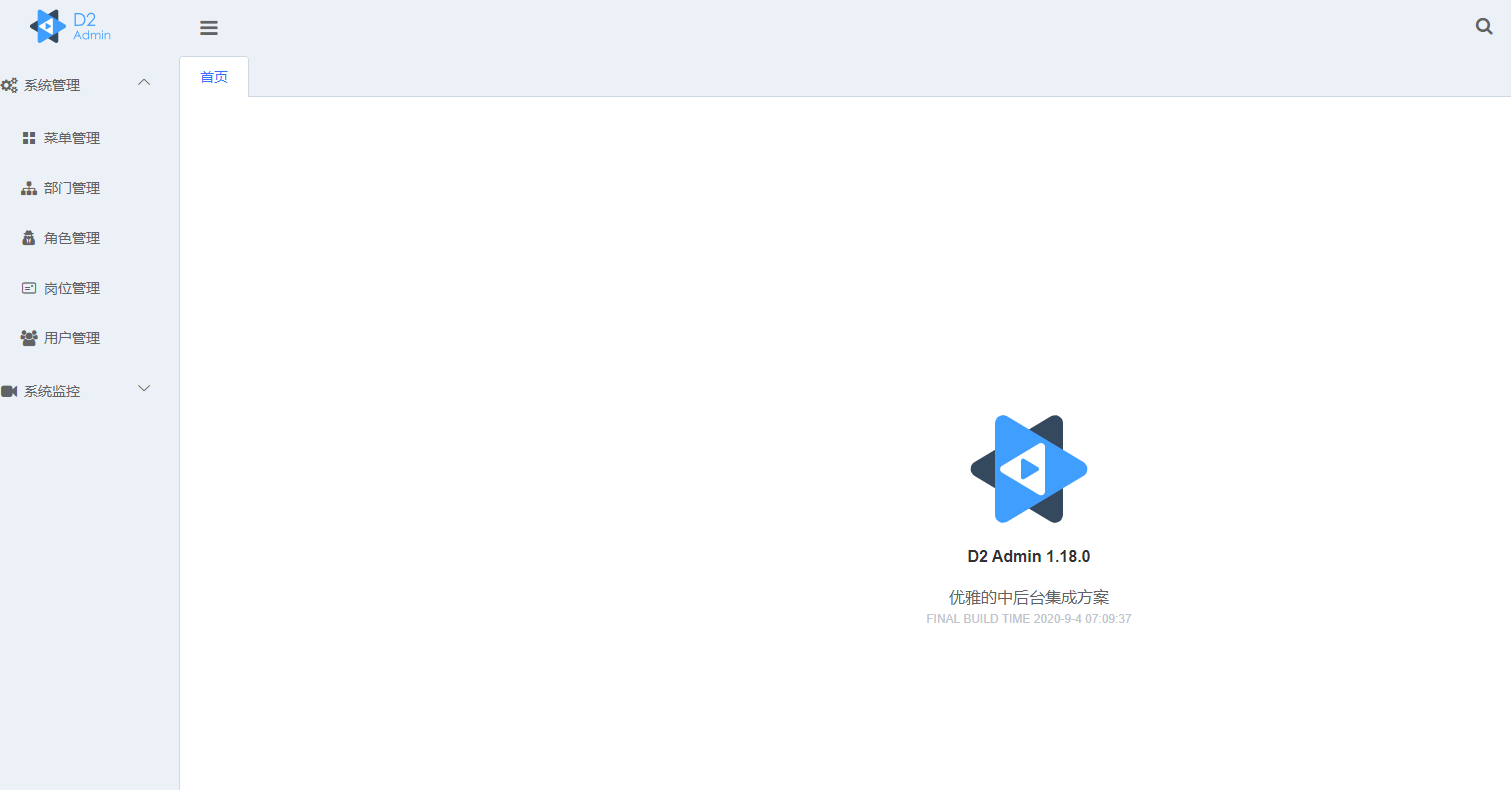 D2
Admin
首页
系统管理
菜单管理
部门管理
角色管理
岗位管理
用户管理
系统监控
D2 Admin 1.18.0
优雅的中后台集成方案
FINAL BUILD TIME 2020-9-4 07:09:37